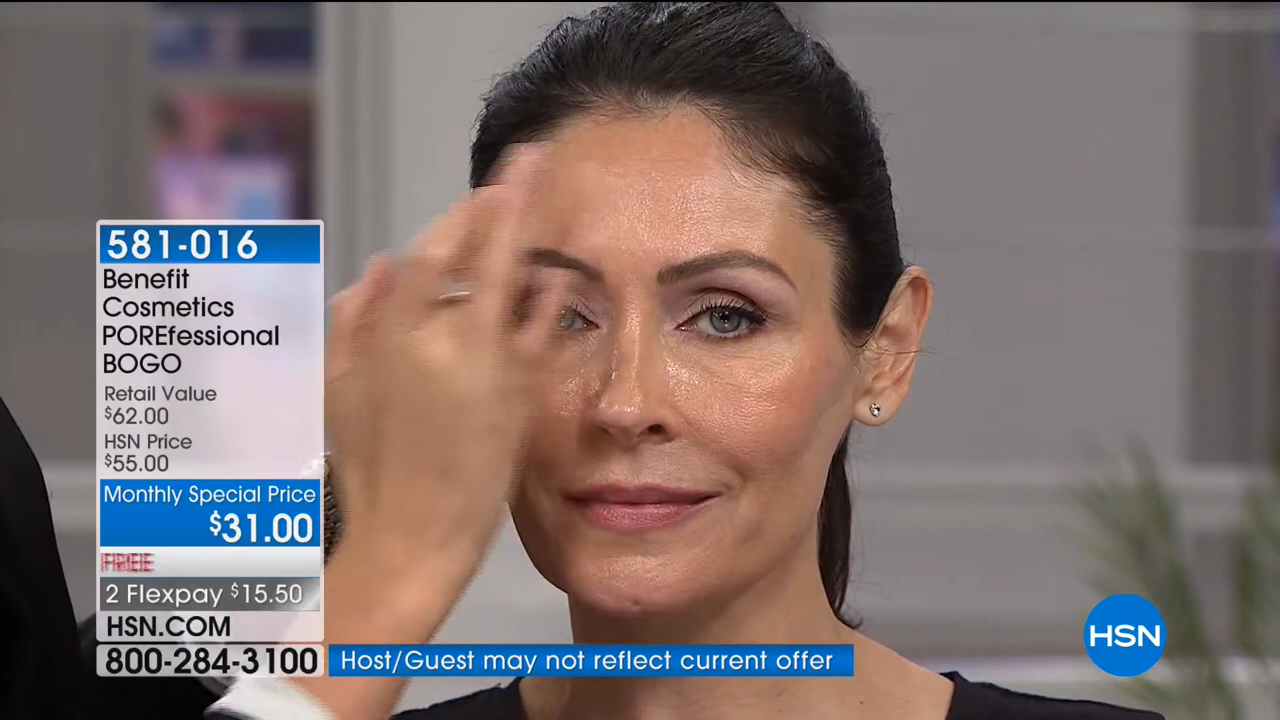 581-016
Benefit
Cosmetics
POREfessional
BOGO
Retail Value
$62.00
HSN Price
$55.00
Monthly Special Price
$31.00
FREE
2 Flexpay $15.50
HSN.COM
800-284-3100
Host/Guest may not reflect current offer
HSN